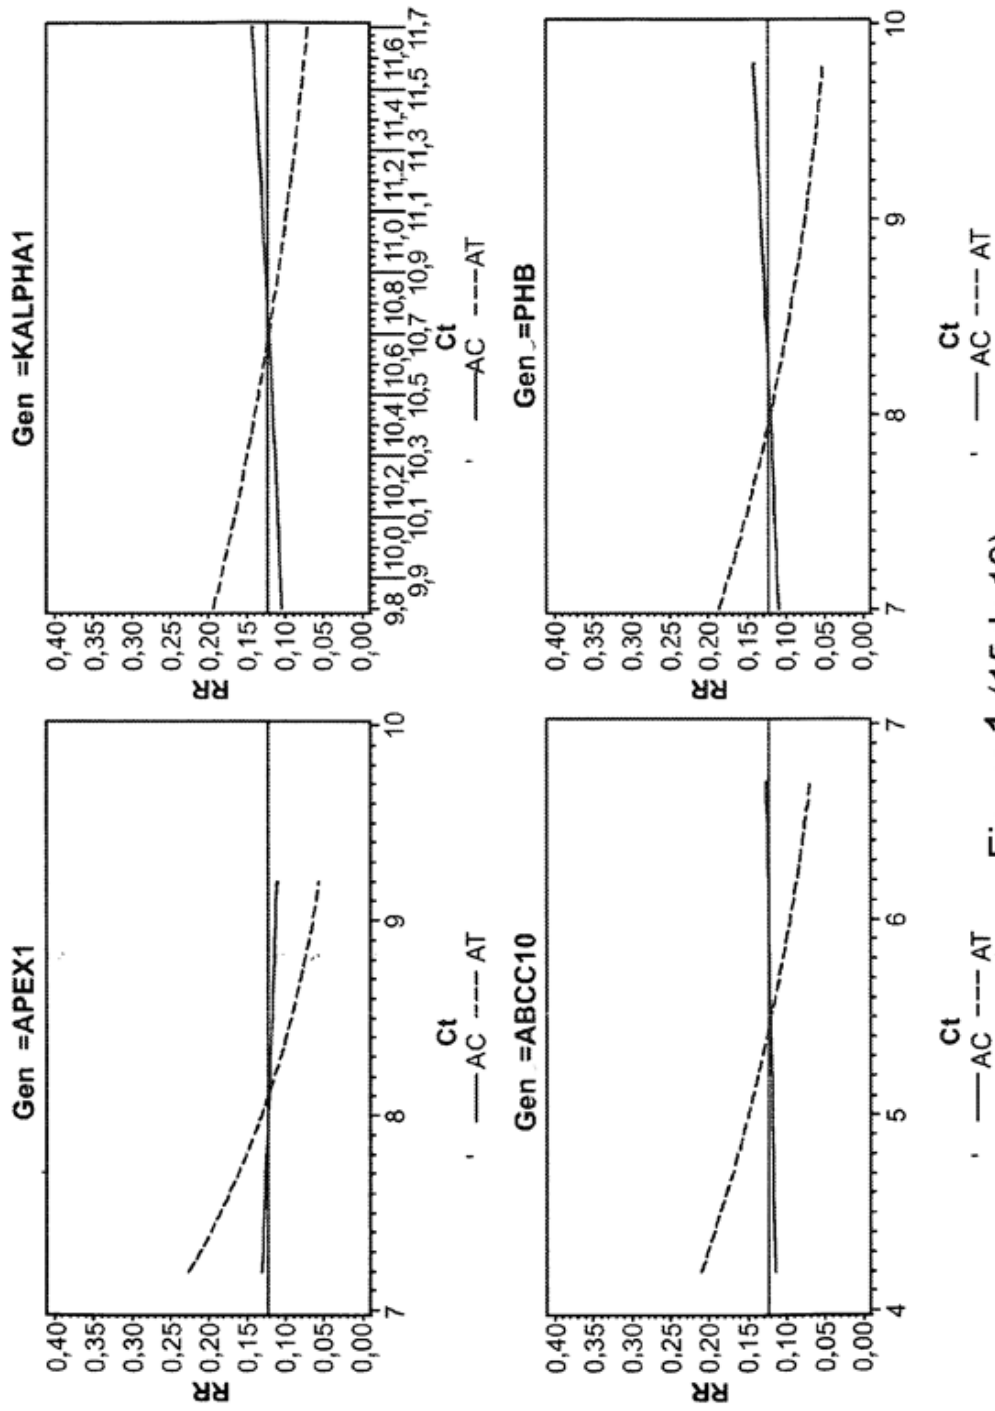 Gen =APEX1
RR
0,40
0,35
0,30
0,25
0,20
0,15
0,10
0,05
0,00
7 8 9 10
Ct
AC AT
Gen =KALPHA1
RR
0,40
0,35
0,30
0,25
0,20
0,15
0,10
0,05
0,00
9,8 10,0 10,2 10,4 10,6 10,8 11,0 11,2 11,4 11,6
9,9 10,1 10,3 10,5 10,7 10,9 11,1 11,3 11,5 11,7
Ct
AC AT
Gen =ABCC10
RR
0,40
0,35
0,30
0,25
0,20
0,15
0,10
0,05
0,00
4 5 6 7
Ct
AC AT
Gen =PHB
RR
0,40
0,35
0,30
0,25
0,20
0,15
0,10
0,05
0,00
7 8 9 10
Ct
AC AT